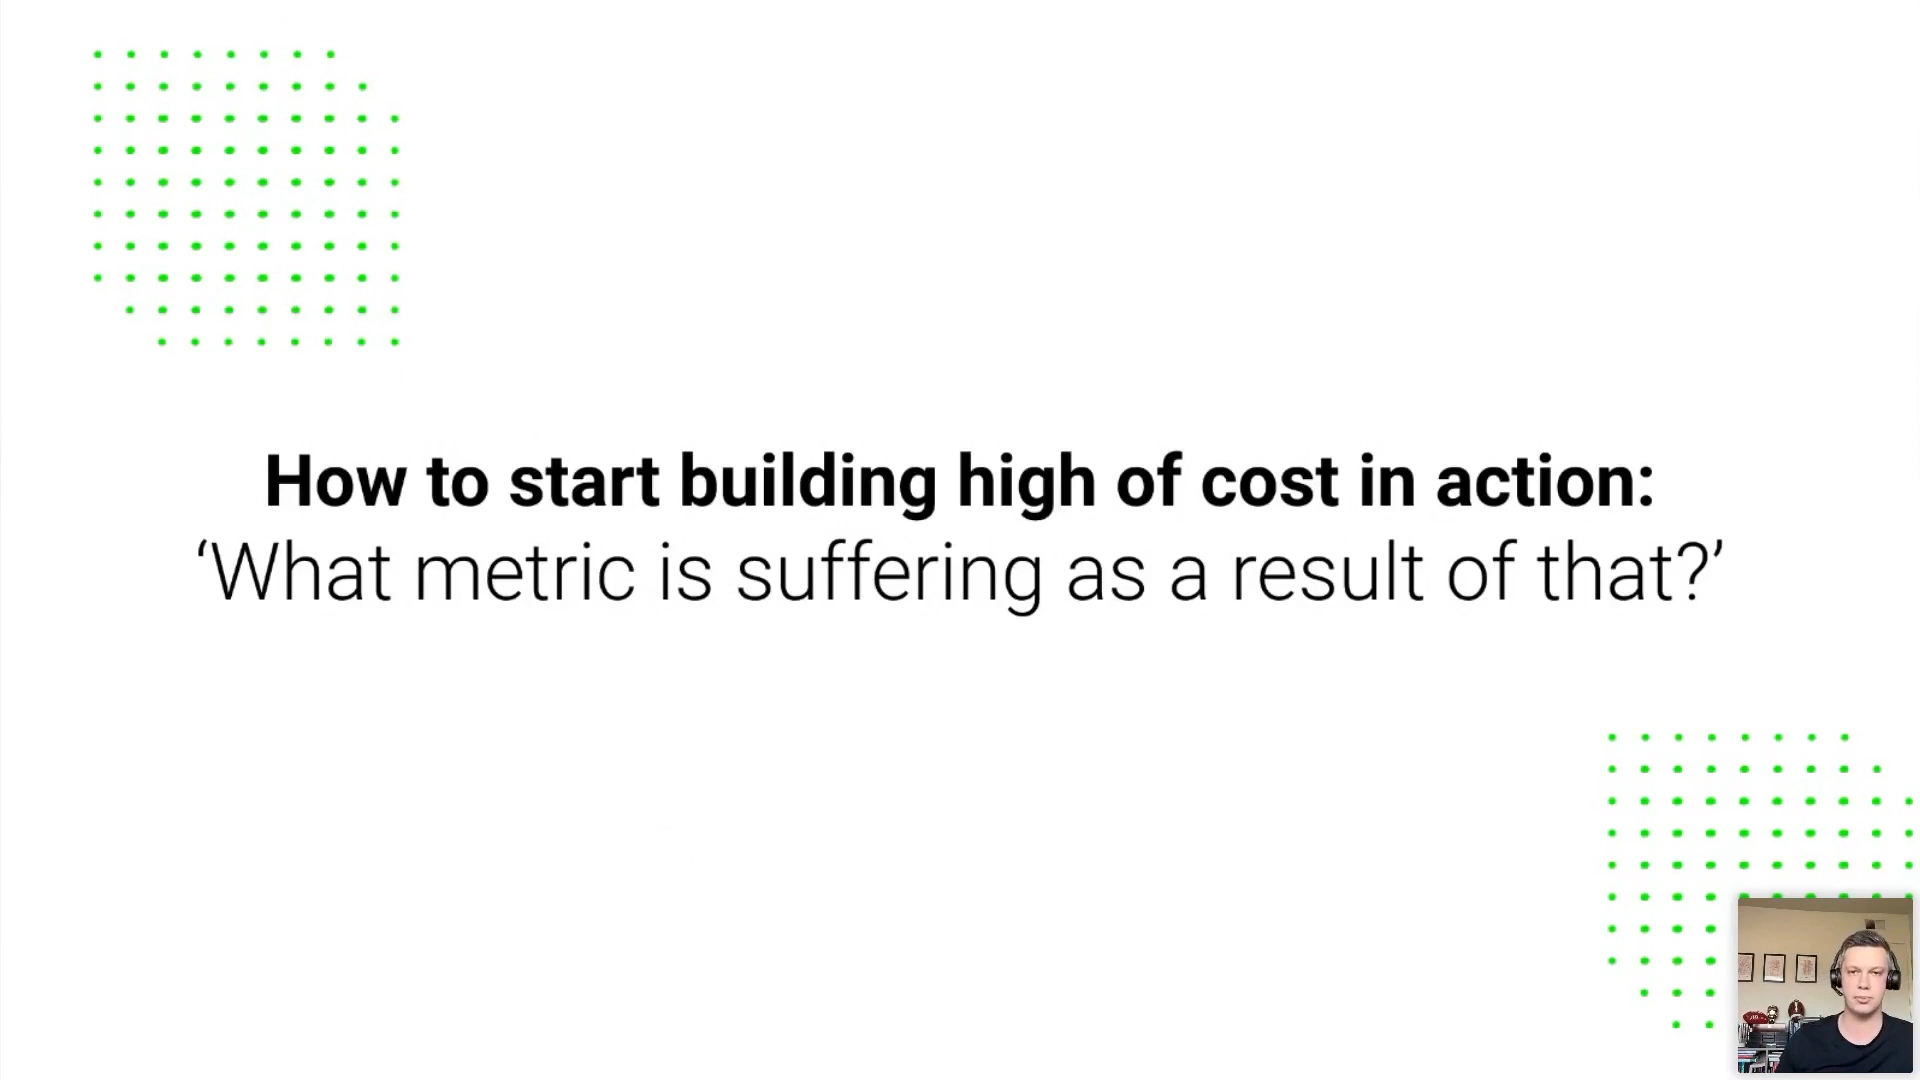 How to start building high of cost in action:
‘What metric is suffering as a result of that?’